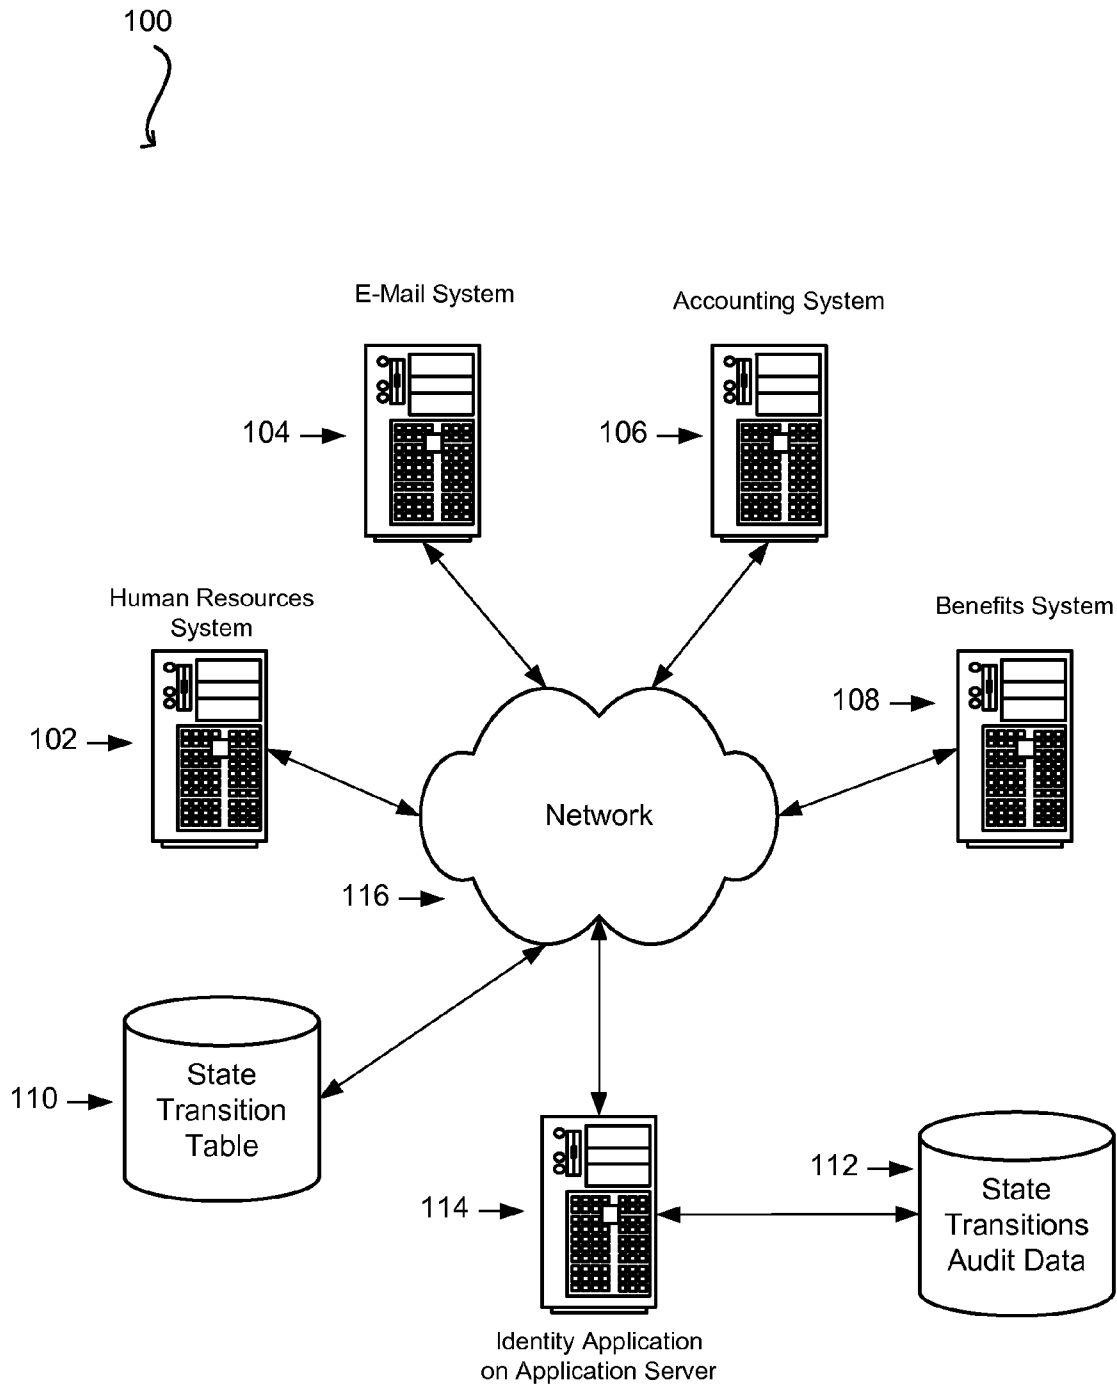 100
E-Mail System
Accounting System
104
106
Human Resources
System
Benefits System
102
108
Network
116
110
State
Transition
Table
112
114
State
Transitions
Audit Data
Identity Application
on Application Server